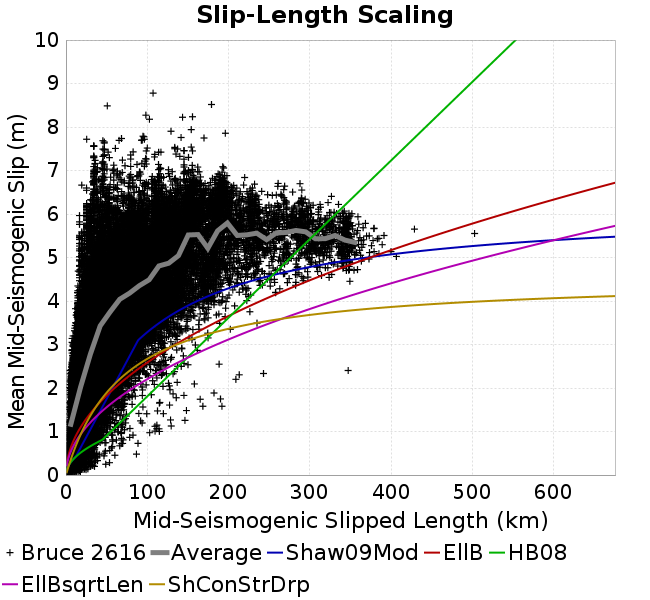 Slip-Length Scaling
Mean Mid-Seismogenic Slip (m)
10
9
8
7
6
5
4
3
2
1
0
0 100 200 300 400 500 600
Mid-Seismogenic Slipped Length (km)
Bruce 2616 Average Shaw09Mod EllB HB08
EllBsqrtLen ShConStrDrp